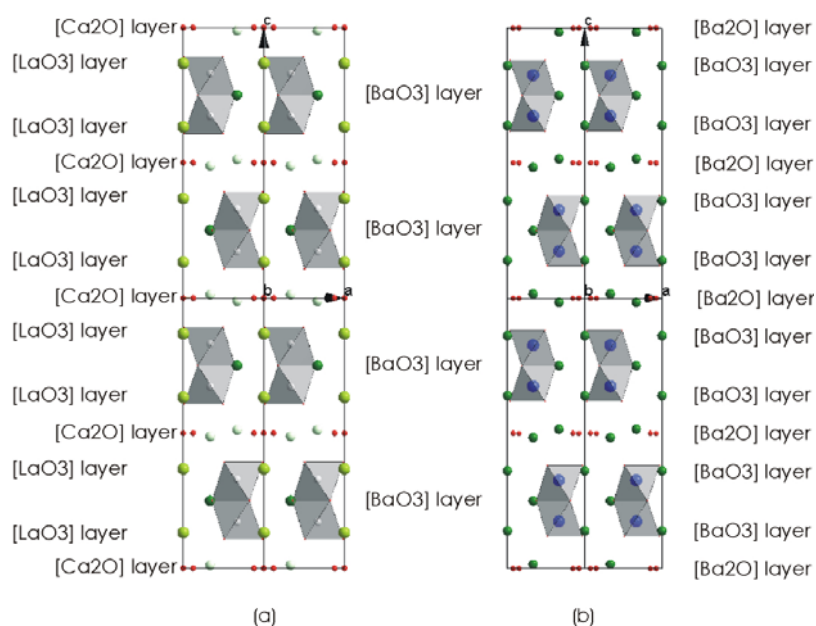 [Ca2O] layer
[LaO3] layer
[LaO3] layer
[Ca2O] layer
[LaO3] layer
[LaO3] layer
[Ca2O] layer
[LaO3] layer
[LaO3] layer
[Ca2O] layer
[LaO3] layer
[LaO3] layer
[Ca2O] layer
c
b
a
[BaO3] layer
[BaO3] layer
[BaO3] layer
[BaO3] layer
(a)
c
b
a
[Ba2O] layer
[BaO3] layer
[BaO3] layer
[Ba2O] layer
[BaO3] layer
[BaO3] layer
[Ba2O] layer
[BaO3] layer
[BaO3] layer
[Ba2O] layer
[BaO3] layer
[BaO3] layer
[Ba2O] layer
(b)